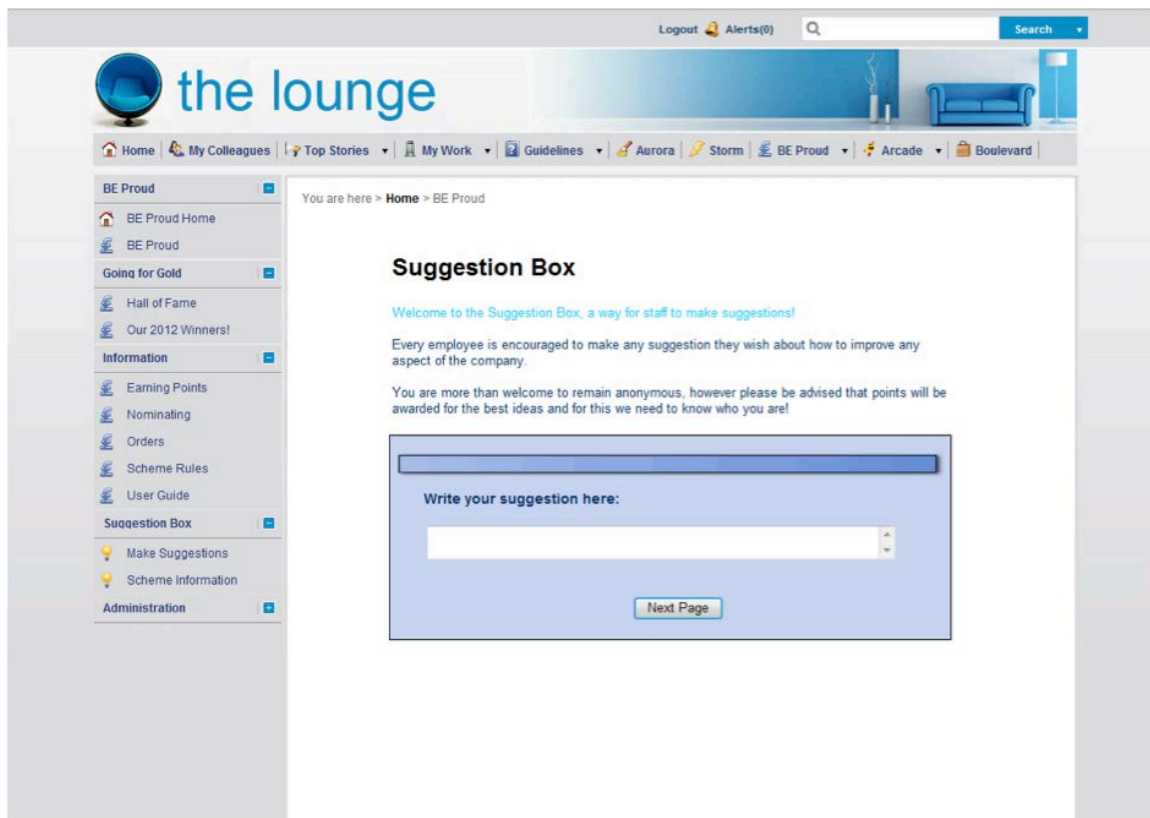 Logout Alerts(0) Search
the lounge
Home My Colleagues Top Stories My Work Guidelines Aurora Storm BE Proud Arcade Boulevard
BE Proud
BE Proud Home
BE Proud
Going for Gold
Hall of Fame
Our 2012 Winners!
Information
Earning Points
Nominating
Orders
Scheme Rules
User Guide
Suggestion Box
Make Suggestions
Scheme Information
Administration
You are here > Home > BE Proud
Suggestion Box
Welcome to the Suggestion Box, a way for staff to make suggestions!
Every employee is encouraged to make any suggestion they wish about how to improve any
aspect of the company.
You are more than welcome to remain anonymous, however please be advised that points will be
awarded for the best ideas and for this we need to know who you are!
Write your suggestion here:
Next Page